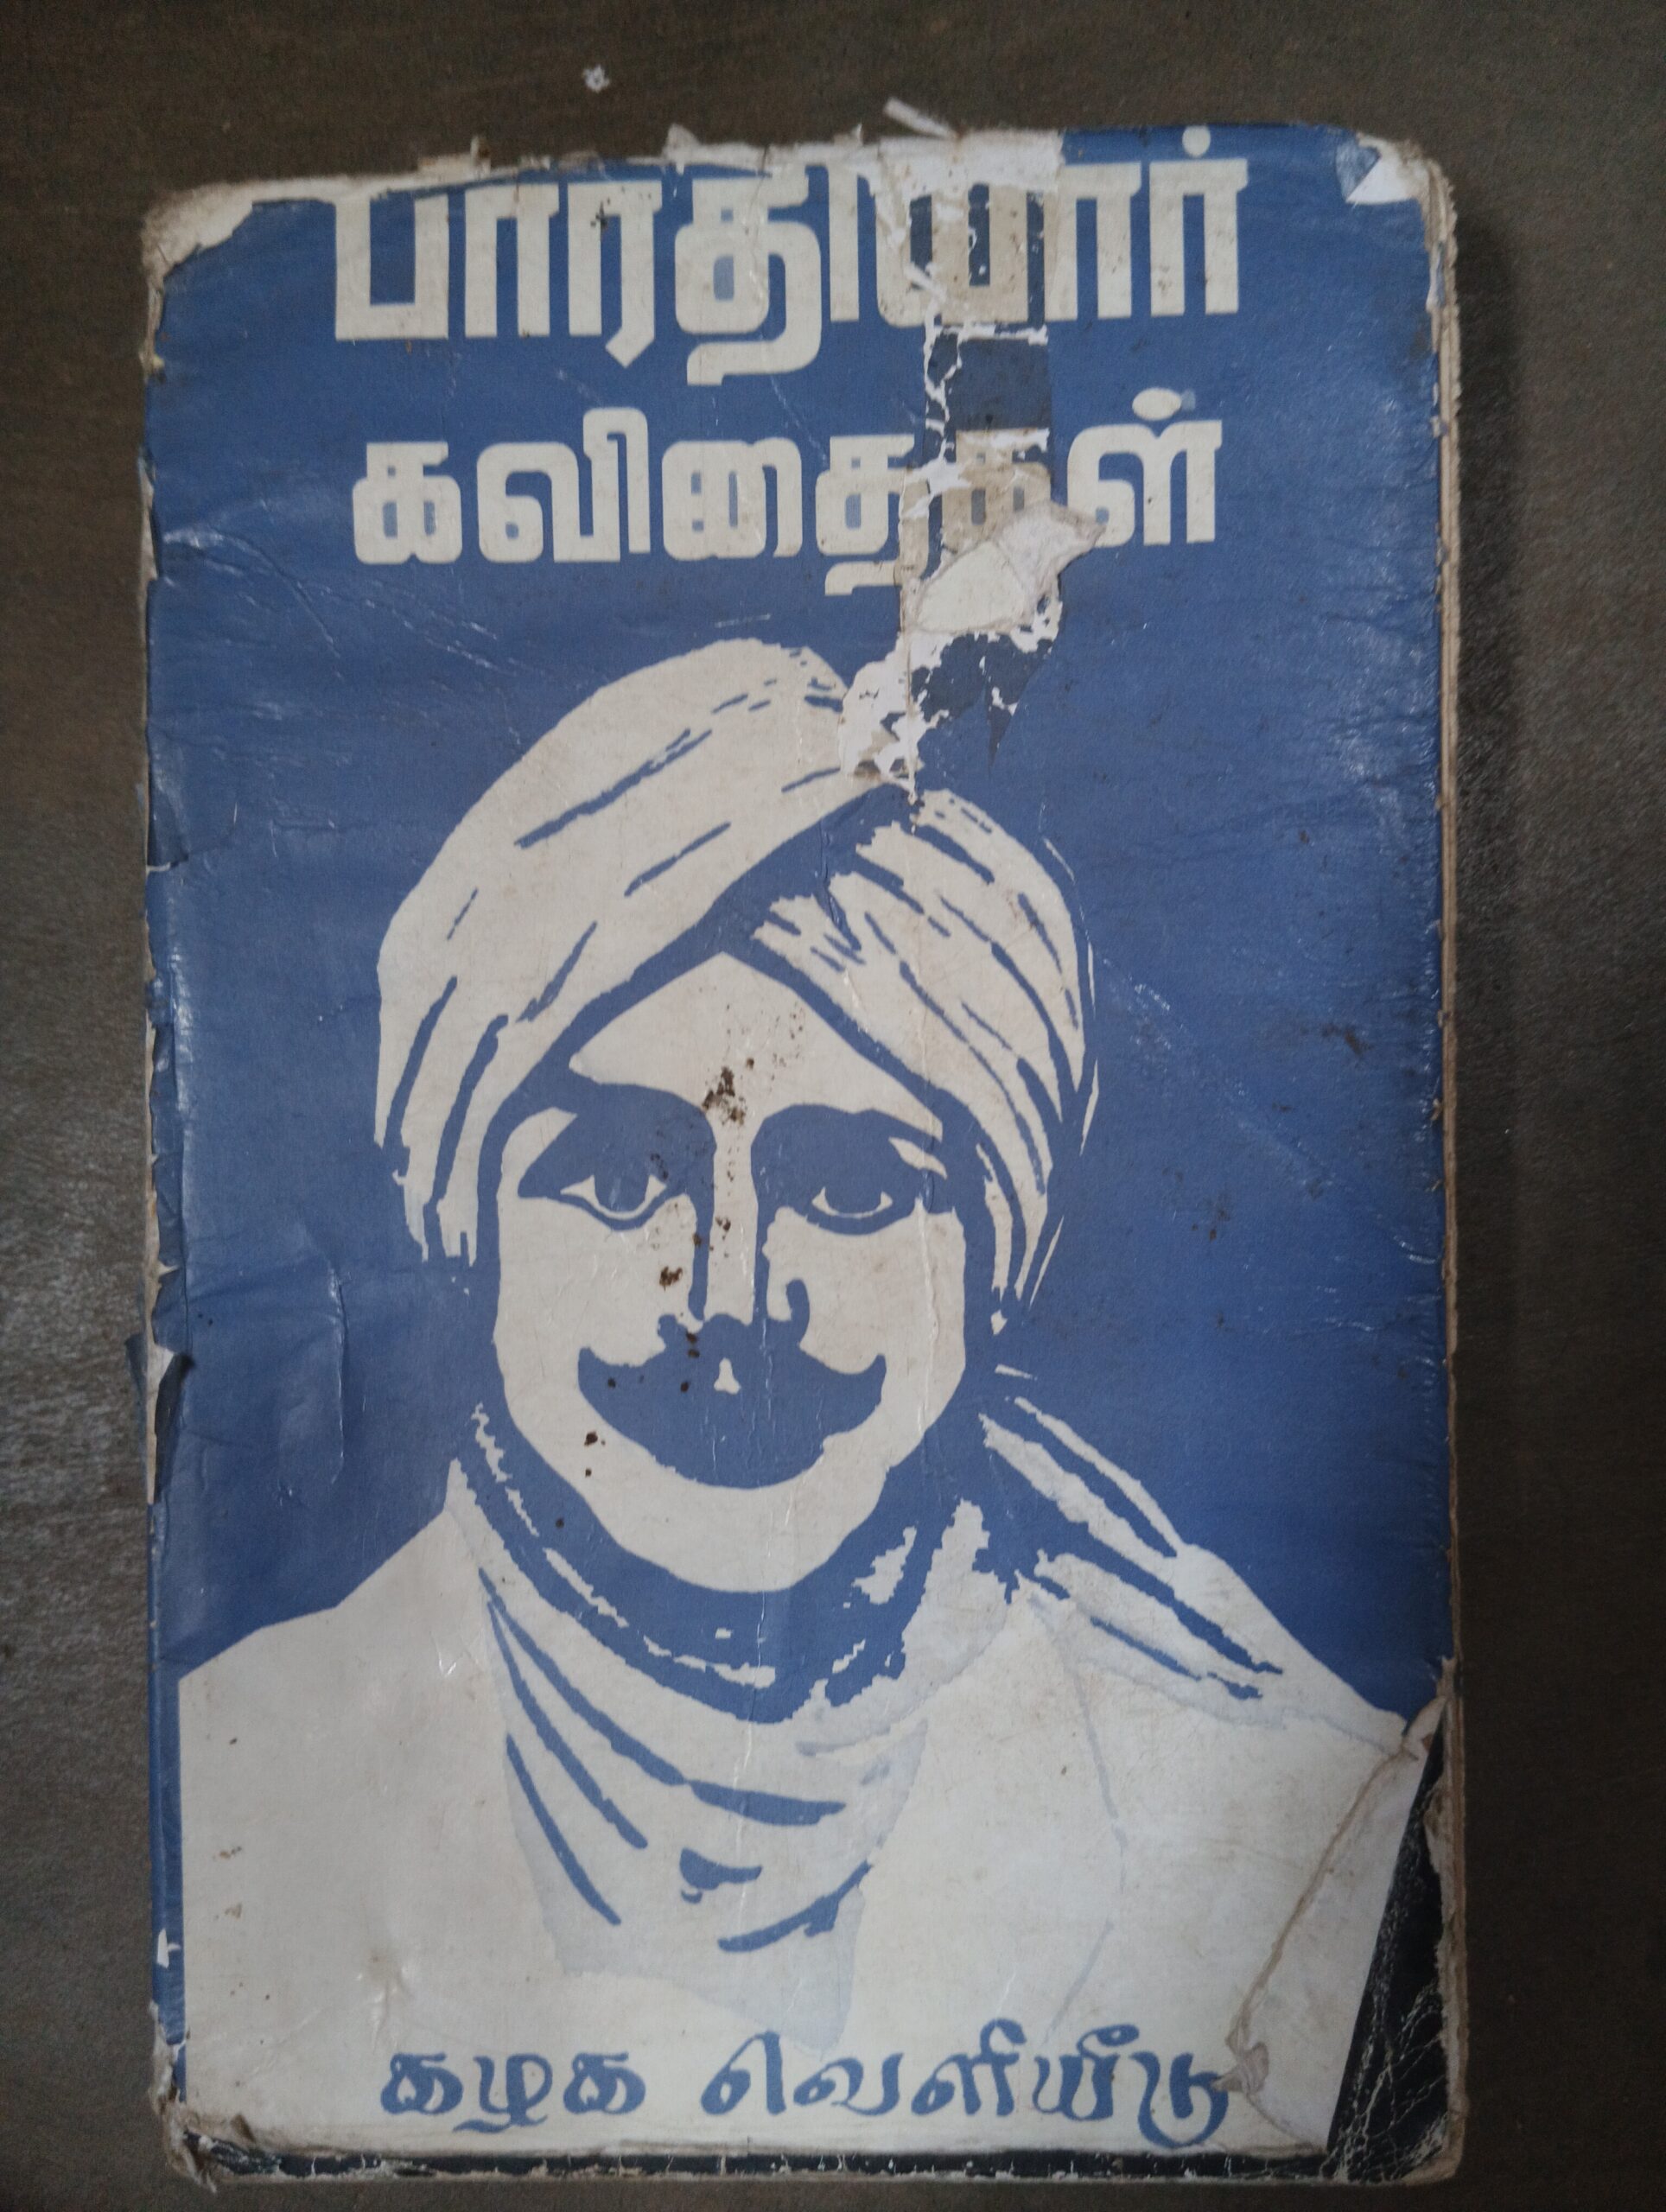 பாரதியார்
கவிதைகள்
கழக வெளியீடு